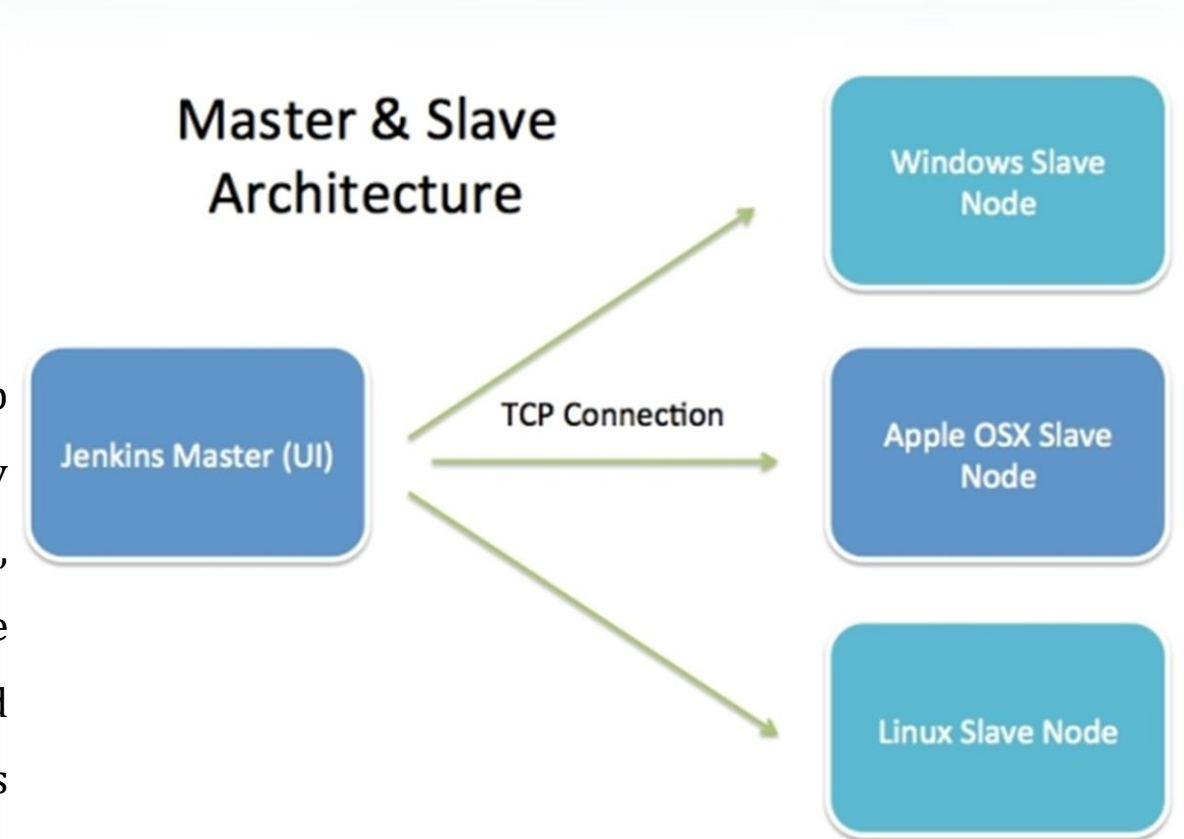 Master & Slave
Architecture
Windows Slave
Node
Jenkins Master (UI)
TCP Connection
Apple OSX Slave
Node
Linux Slave Node